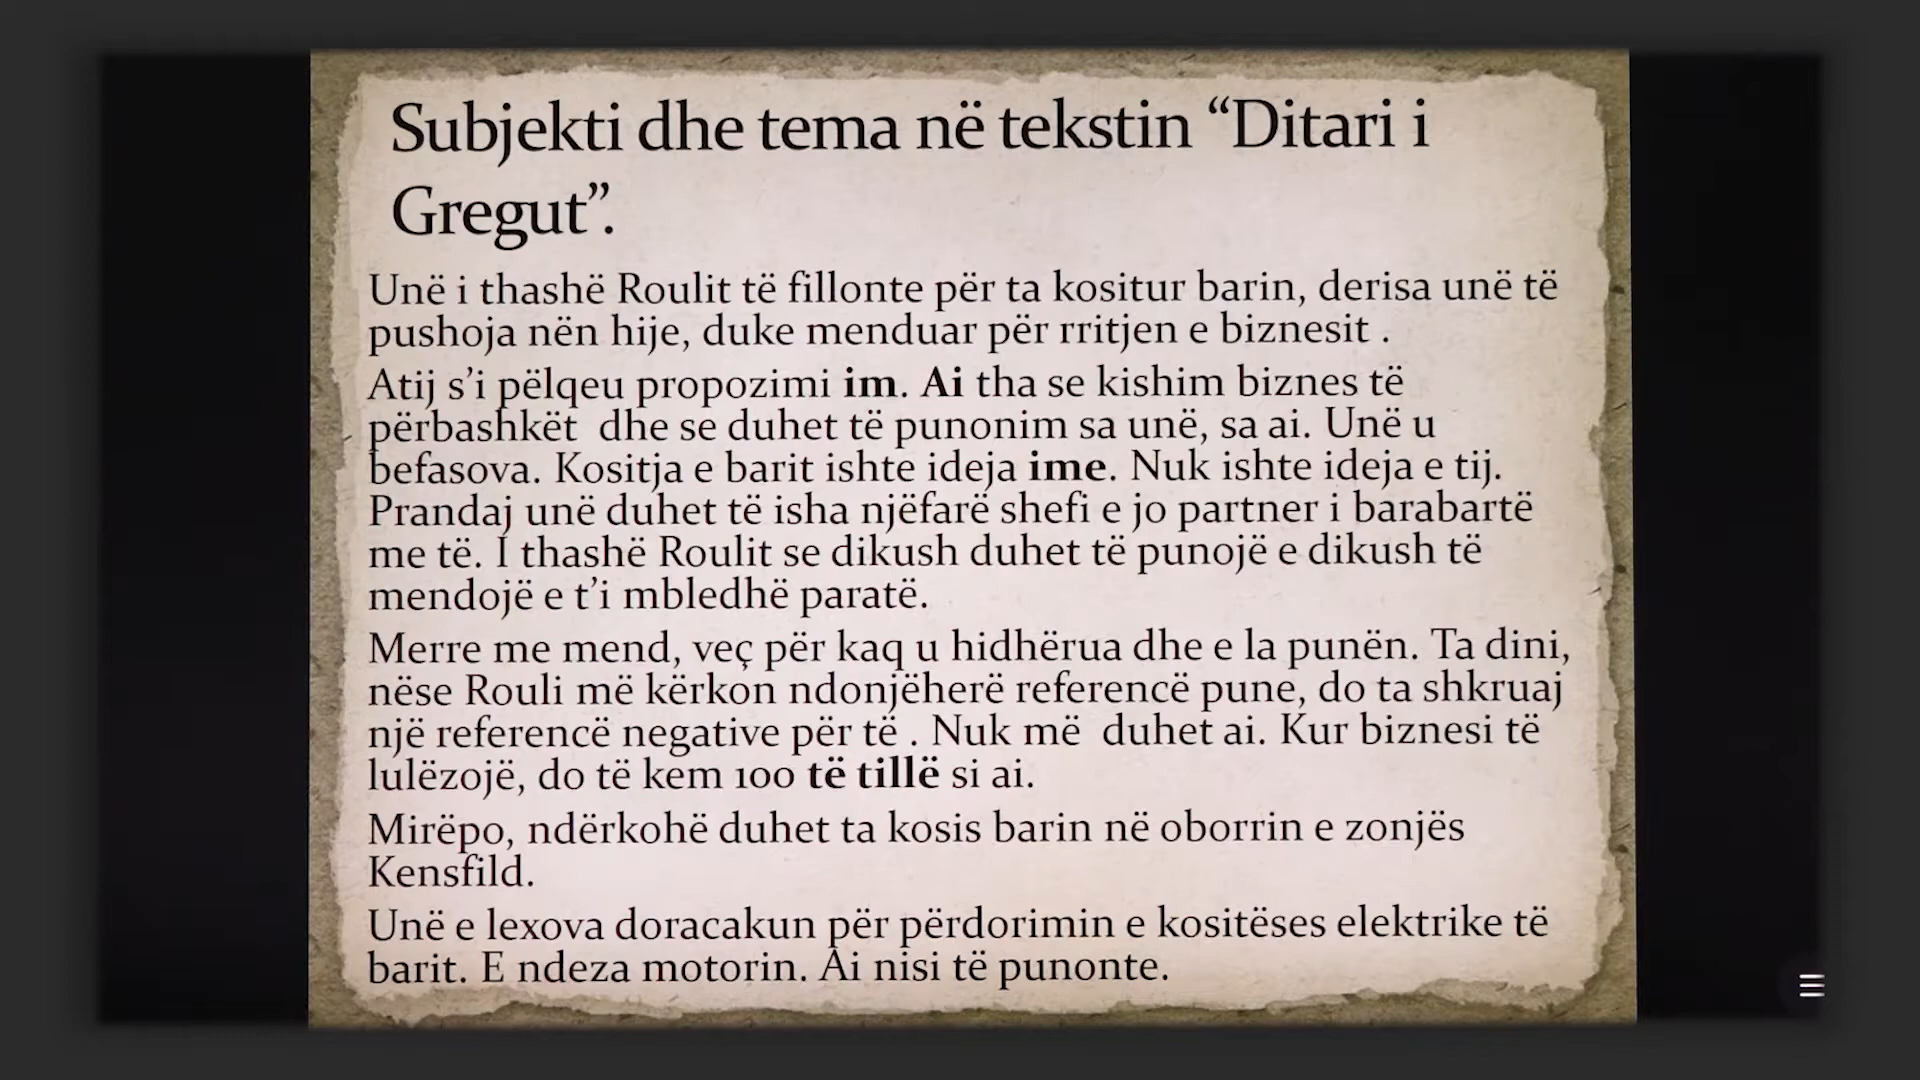 Subjekti dhe tema në tekstin “Ditari i
Gregut”.
Unë i thashë Roulit të fillonte për ta kositur barin, derisa unë të
pushoja nën hije, duke menduar për rritjen e biznesit .
Atij s’i pëlqeu propozimi im. Ai tha se kishim biznes të
përbashkët  dhe se duhet të punonim sa unë, sa ai. Unë u
befasova. Kositja e barit ishte ideja ime. Nuk ishte ideja e tij.
Prandaj unë duhet të isha njëfarë shefi e jo partner i barabartë
me të. I thashë Roulit se dikush duhet të punojë e dikush të
mendojë e t’i mbledhë paratë.
Merre me mend, veç për kaq u hidhërua dhe e la punën. Ta dini,
nëse Rouli më kërkon ndonjëherë referencë pune, do ta shkruaj
një referencë negative për të . Nuk më  duhet ai. Kur biznesi të
lulëzojë, do të kem 100 të tillë si ai.
Mirëpo, ndërkohë duhet ta kosis barin në oborrin e zonjës
Kensfild.
Unë e lexova doracakun për përdorimin e kositëses elektrike të
barit. E ndeza motorin. Ai nisi të punonte.